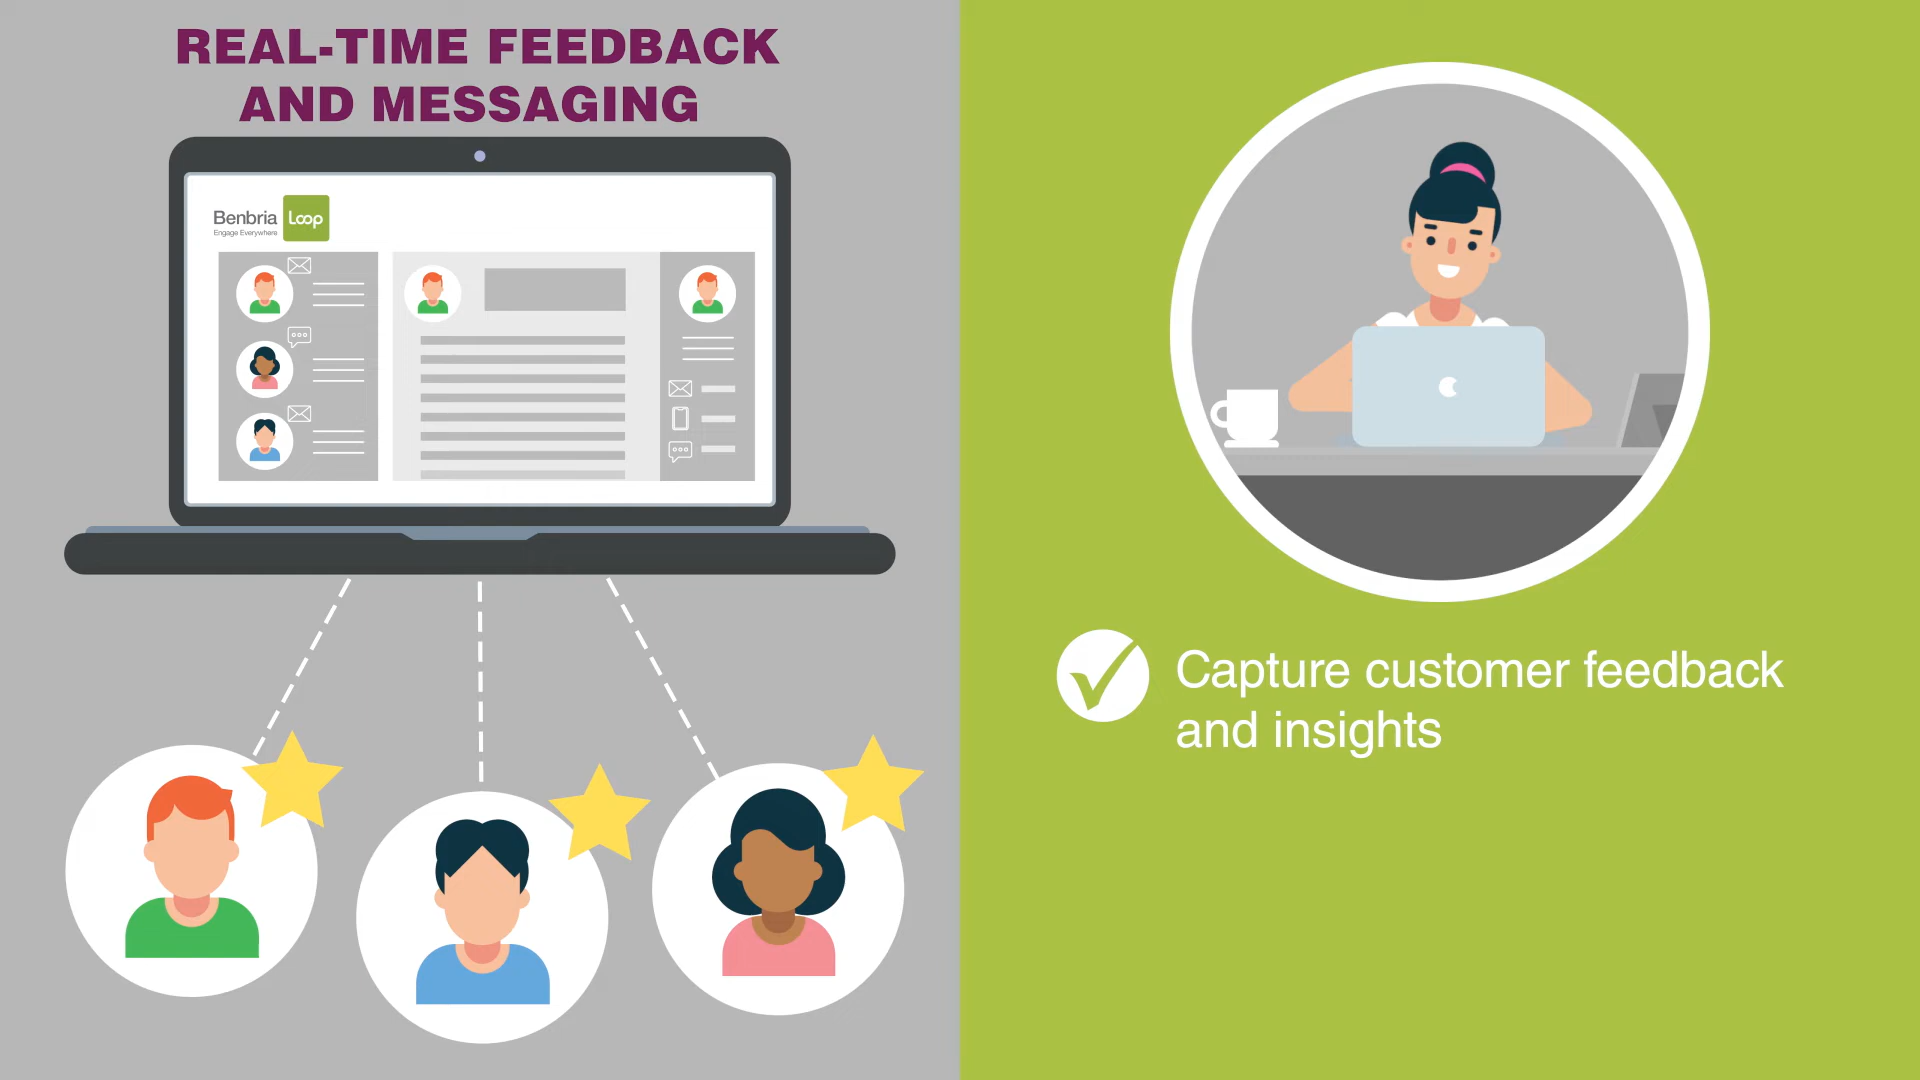 REAL-TIME FEEDBACK
AND MESSAGING
Benbria
Engage Everywhere
Loop
Capture customer feedback
and insights